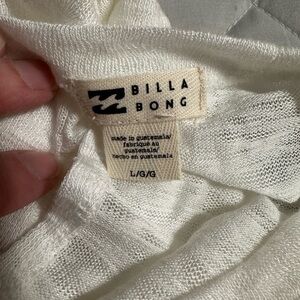 BILLA
BONG
made in guatemala/
fabriqué au
guatemala/
hecho en guatemala
L/G/G